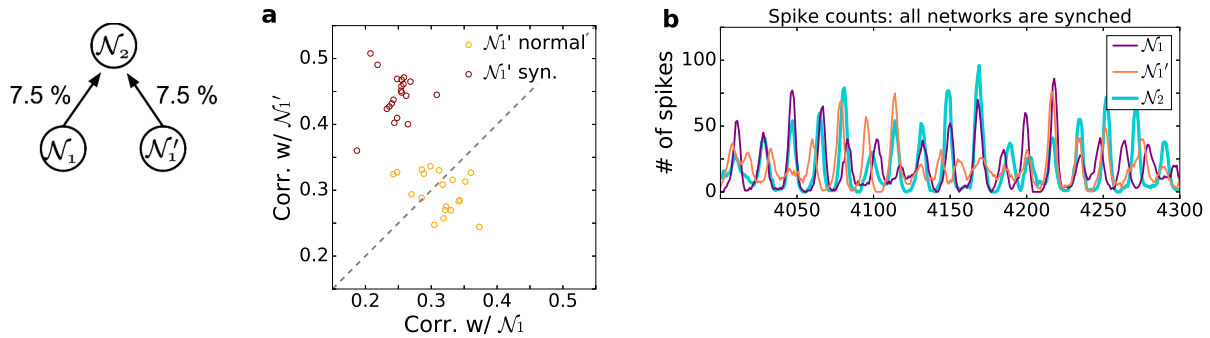 𝒩₂
7.5 %
7.5 %
𝒩₁
𝒩₁′
a
𝒩₁' normal
𝒩₁' syn.
0.5
0.4
0.3
0.2
0.2
0.3
0.4
0.5
Corr. w/ 𝒩₁′
Corr. w/ 𝒩₁
b
Spike counts: all networks are synched
𝒩₁
𝒩₁′
𝒩₂
100
50
0
4050
4100
4150
4200
4250
4300
# of spikes